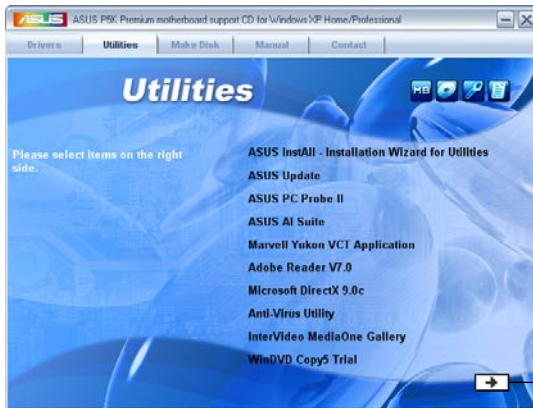 ASUS ASUS P5K Premium motherboard support CD for Windows XP Home/Professional
Drivers Utilities Make Disk Manual Contact
Utilities
MB
Please select items on the right
side.
ASUS InstAll - Installation Wizard for Utilities
ASUS Update
ASUS PC Probe II
ASUS AI Suite
Marvell Yukon VCT Application
Adobe Reader V7.0
Microsoft DirectX 9.0c
Anti-Virus Utility
InterVideo MediaOne Gallery
WinDVD Copy5 Trial